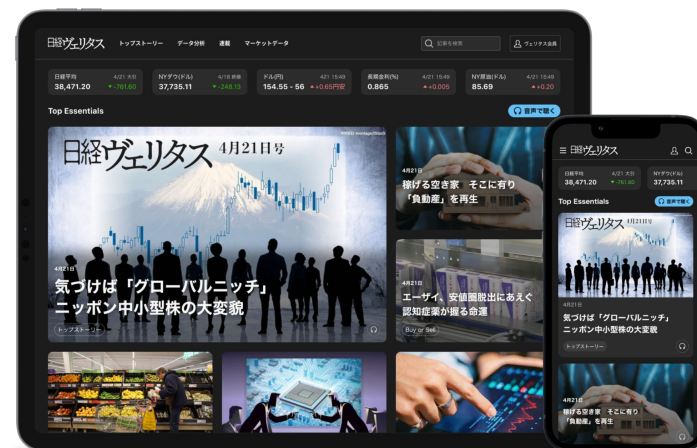 日経ヴェリタス
トップストーリー データ分析 連載 マーケットデータ
記事を検索
ヴェリタス会員
日経平均 4/21 大引
38,471.20 -761.60
NYダウ(ドル) 4/18 終値
37,735.11 -248.13
ドル(円) 4/21 15:49
154.55 - 56 +0.65円安
長期金利(%) 4/21 15:49
0.865 +0.005
NY原油(ドル) 4/21 15:49
85.69 +0.20
Top Essentials
音声で聴く
日経ヴェリタス 4月21日号
4月21日
気づけば「グローバルニッチ」
ニッポン中小型株の大変貌
トップストーリー
4月21日
稼げる空き家 そこに有り
「負動産」を再生
4月21日
エーザイ、安値圏脱出にあえぐ
認知症薬が握る命運
Buy or Sell
日経ヴェリタス
日経平均 4/21 大引
38,471.20 -761.60
NYダウ(ドル)
37,735.11
Top Essentials
音声で聴く
日経ヴェリタス 4月21日号
4月21日
気づけば「グローバルニッチ」
ニッポン中小型株の大変貌
トップストーリー
4月21日
稼げる空き家 そこに有り
「負動産」を再生